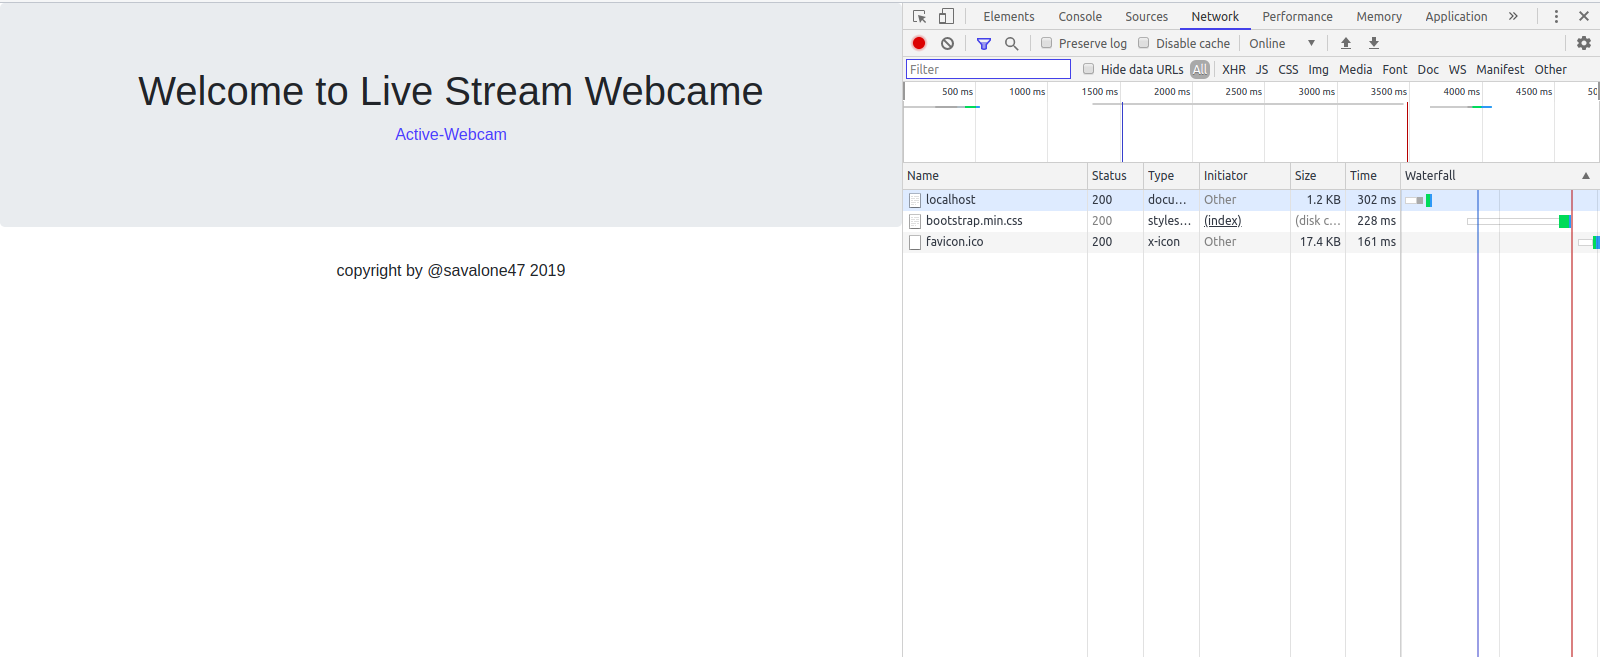 Welcome to Live Stream Webcame
Active-Webcam
copyright by @savalone47 2019
Elements Console Sources Network Performance Memory Application »
Preserve log Disable cache Online
Filter Hide data URLs All XHR JS CSS Img Media Font Doc WS Manifest Other
500 ms 1000 ms 1500 ms 2000 ms 2500 ms 3000 ms 3500 ms 4000 ms 4500 ms
Name Status Type Initiator Size Time Waterfall
localhost 200 docu... Other 1.2 KB 302 ms
bootstrap.min.css 200 styles... (index) (disk c... 228 ms
favicon.ico 200 x-icon Other 17.4 KB 161 ms